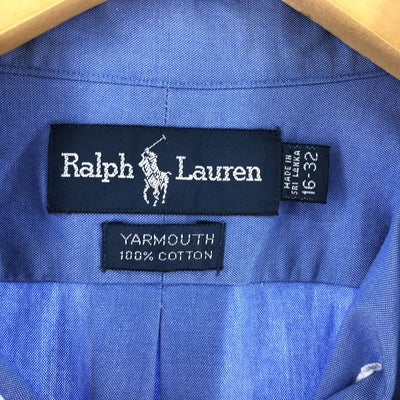 Ralph Lauren
MADE IN
SRI LANKA
16-32
YARMOUTH
100% COTTON